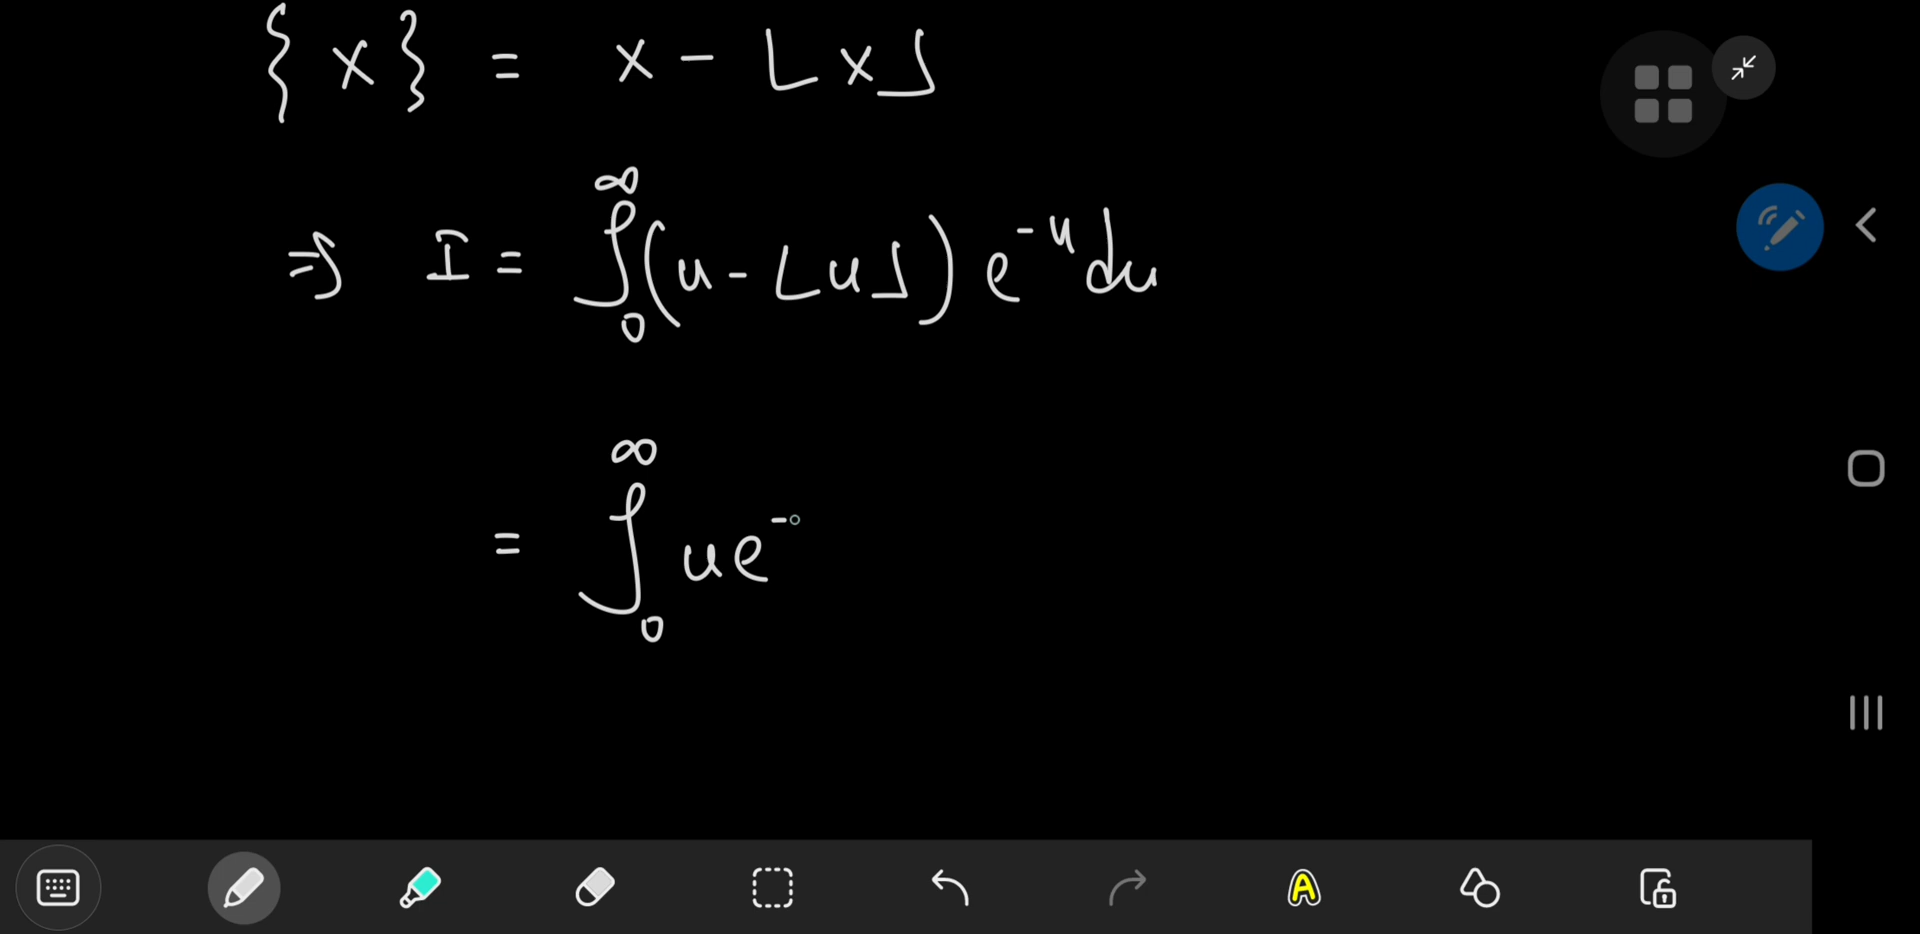 {x} = x - ⌊x⌋
⇒ I = ∫₀^∞ (u - ⌊u⌋) e^{-u} du
= ∫₀^∞ ue^{-
A